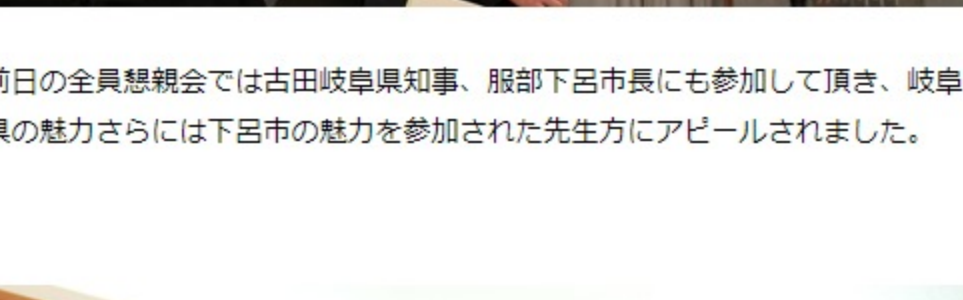 前日の全員懇親会では古田岐阜県知事、服部下呂市長にも参加して頂き、岐阜
県の魅力さらには下呂市の魅力を参加された先生方にアピールされました。